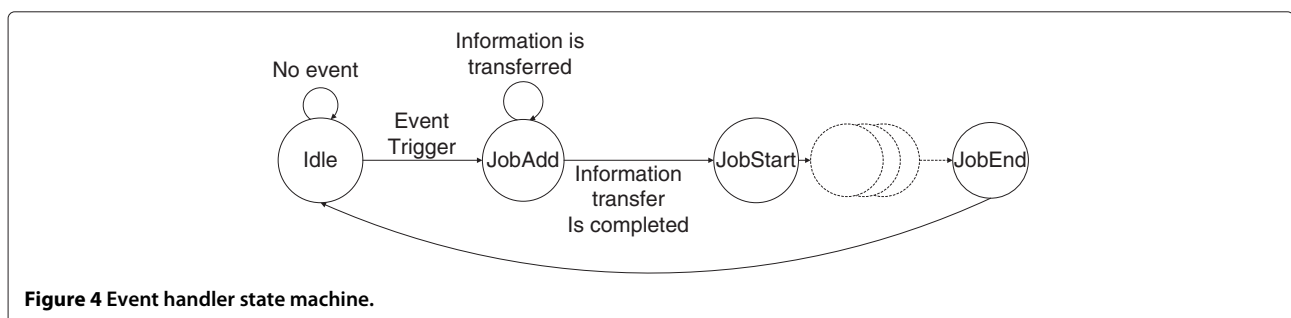 Information is
transferred
No event
Event
Trigger
Idle
JobAdd
JobStart
JobEnd
Information
transfer
Is completed
Figure 4 Event handler state machine.